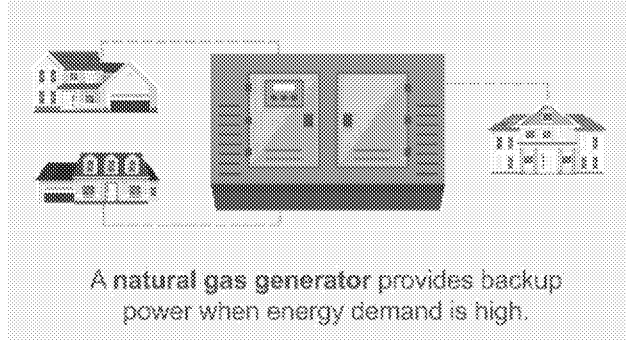 A natural gas generator provides backup
power when energy demand is high.